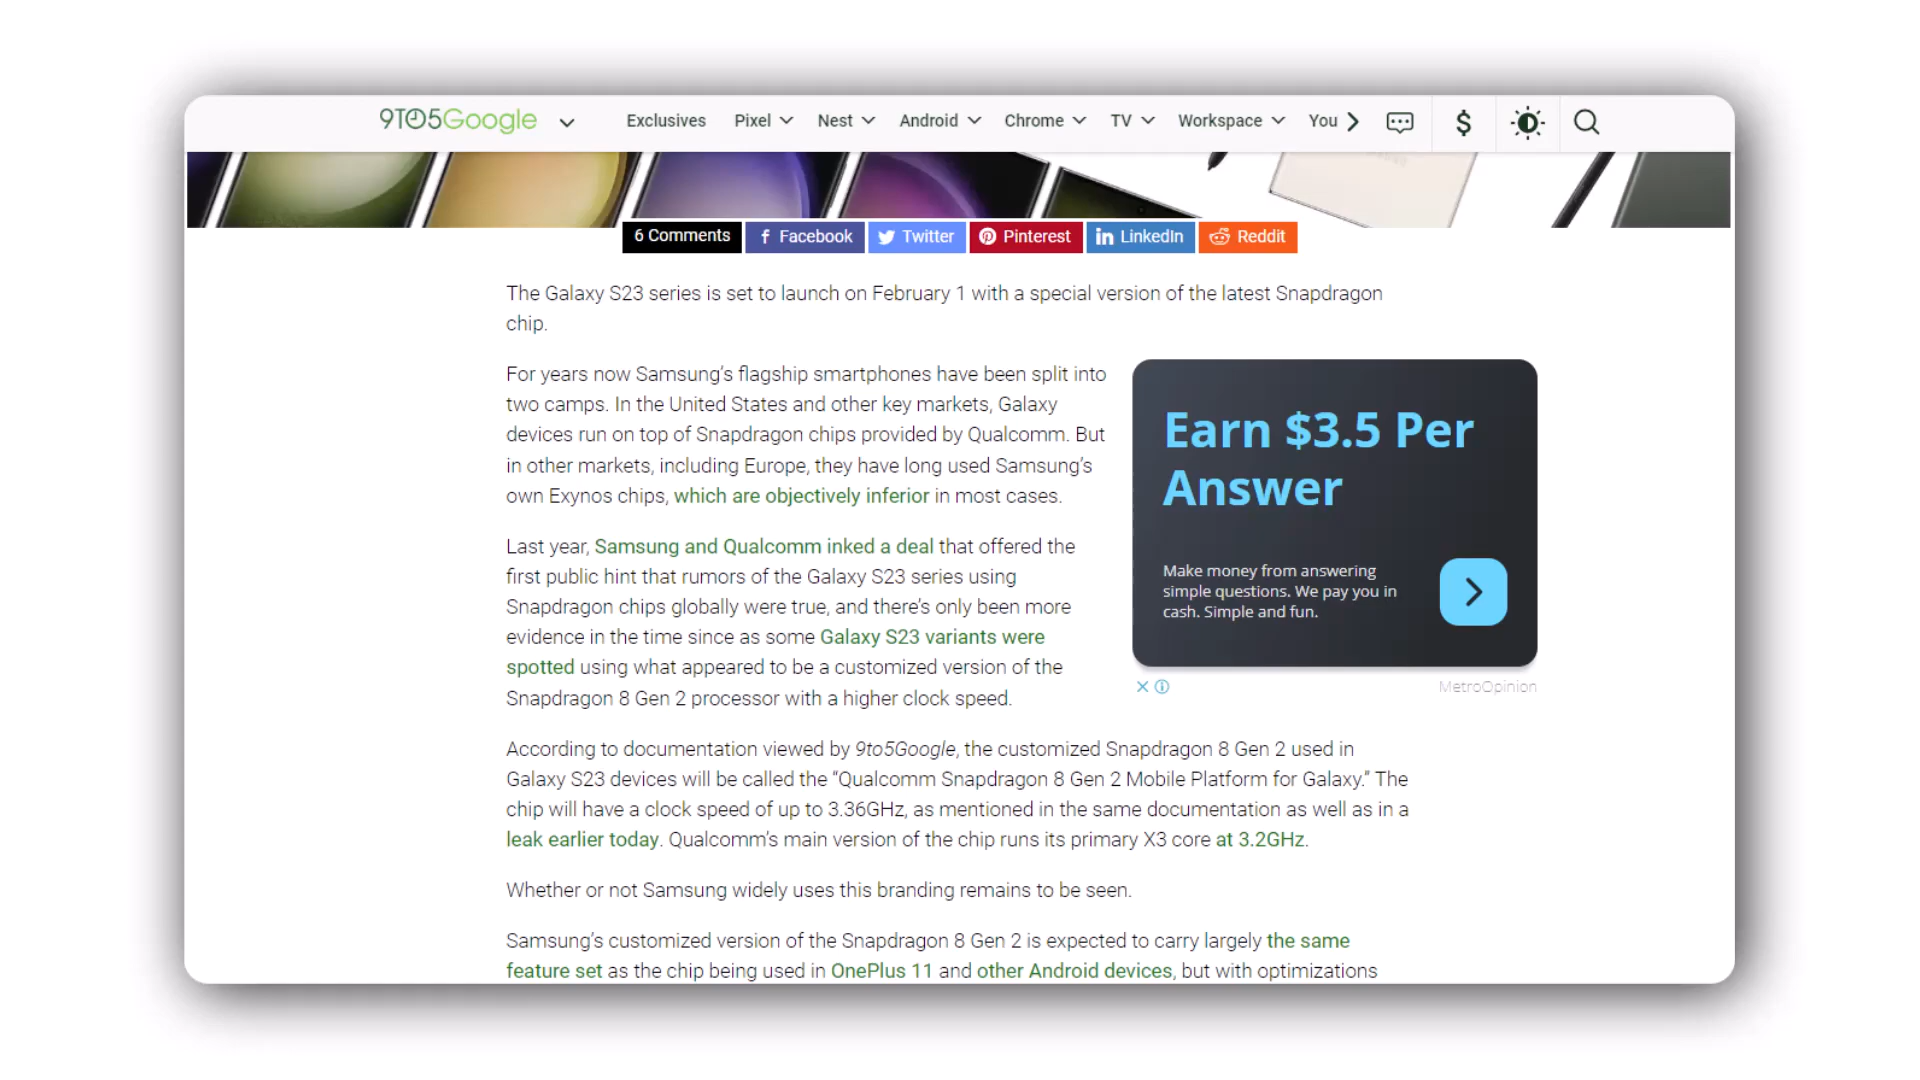 9TO5Google
Exclusives Pixel Nest Android Chrome TV Workspace You $
6 Comments Facebook Twitter Pinterest LinkedIn Reddit
The Galaxy S23 series is set to launch on February 1 with a special version of the latest Snapdragon
chip.
For years now Samsung’s flagship smartphones have been split into
two camps. In the United States and other key markets, Galaxy
devices run on top of Snapdragon chips provided by Qualcomm. But
in other markets, including Europe, they have long used Samsung’s
own Exynos chips, which are objectively inferior in most cases.
Last year, Samsung and Qualcomm inked a deal that offered the
first public hint that rumors of the Galaxy S23 series using
Snapdragon chips globally were true, and there’s only been more
evidence in the time since as some Galaxy S23 variants were
spotted using what appeared to be a customized version of the
Snapdragon 8 Gen 2 processor with a higher clock speed.
Earn $3.5 Per
Answer
Make money from answering
simple questions. We pay you in
cash. Simple and fun.
MetroOpinion
According to documentation viewed by 9to5Google, the customized Snapdragon 8 Gen 2 used in
Galaxy S23 devices will be called the “Qualcomm Snapdragon 8 Gen 2 Mobile Platform for Galaxy.” The
chip will have a clock speed of up to 3.36GHz, as mentioned in the same documentation as well as in a
leak earlier today. Qualcomm’s main version of the chip runs its primary X3 core at 3.2GHz.
Whether or not Samsung widely uses this branding remains to be seen.
Samsung’s customized version of the Snapdragon 8 Gen 2 is expected to carry largely the same
feature set as the chip being used in OnePlus 11 and other Android devices, but with optimizations